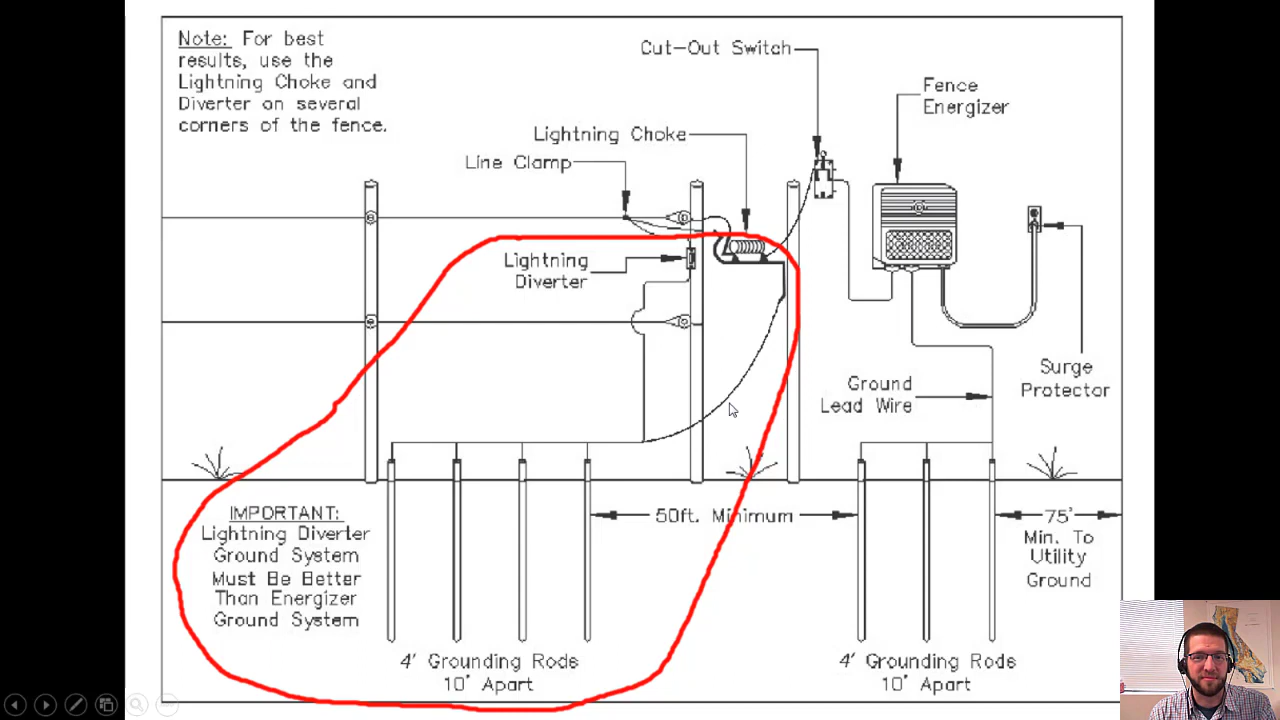 Note: For best
results, use the
Lightning Choke and
Diverter on several
corners of the fence.
Cut-Out Switch
Fence
Energizer
Lightning Choke
Line Clamp
Lightning
Diverter
Surge
Protector
Ground
Lead Wire
IMPORTANT:
Lightning Diverter
Ground System
Must Be Better
Than Energizer
Ground System
50ft. Minimum
75'
Min. To
Utility
Ground
4' Grounding Rods
10' Apart
4' Grounding Rods
10' Apart